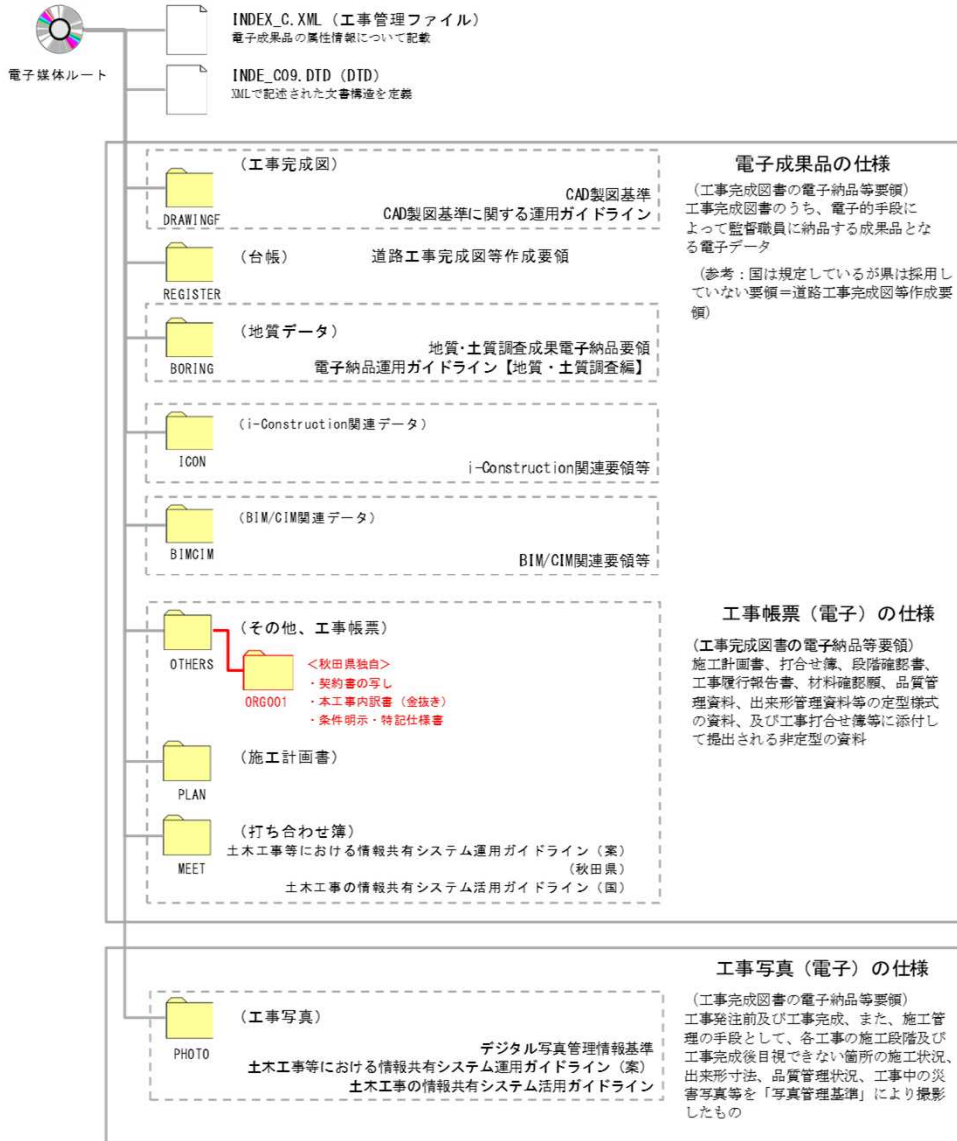 INDEX_C.XML（工事管理ファイル）
電子成果品の属性情報について記載
電子媒体ルート
INDE_C09.DTD（DTD）
XMLで記述された文書構造を定義
（工事完成図）
CAD製図基準
CAD製図基準に関する運用ガイドライン
DRAWINGF
（台帳） 道路工事完成図等作成要領
REGISTER
（地質データ）
地質・土質調査成果電子納品要領
電子納品運用ガイドライン【地質・土質調査編】
BORING
（i-Construction関連データ）
ICON
i-Construction関連要領等
（BIM/CIM関連データ）
BIMCIM
BIM/CIM関連要領等
電子成果品の仕様
（工事完成図書の電子納品等要領）
工事完成図書のうち、電子的手段に
よって監督職員に納品する成果品とな
る電子データ
（参考：国は規定しているが県は採用し
ていない要領＝道路工事完成図等作成要
領）
（その他、工事帳票）
OTHERS
ORG001
＜秋田県独自＞
・契約書の写し
・本工事内訳書（金抜き）
・条件明示・特記仕様書
（施工計画書）
PLAN
（打ち合わせ簿）
土木工事等における情報共有システム運用ガイドライン（案）
（秋田県）
土木工事の情報共有システム活用ガイドライン（国）
MEET
工事帳票（電子）の仕様
（工事完成図書の電子納品等要領）
施工計画書、打合せ簿、段階確認書、
工事履行報告書、材料確認願、品質管
理資料、出来形管理資料等の定型様式
の資料、及び工事打合せ簿等に添付し
て提出される非定型の資料
（工事写真）
PHOTO
デジタル写真管理情報基準
土木工事等における情報共有システム運用ガイドライン（案）
土木工事の情報共有システム活用ガイドライン
工事写真（電子）の仕様
（工事完成図書の電子納品等要領）
工事発注前及び工事完成、また、施工管
理の手段として、各工事の施工段階及び
工事完成後目視できない箇所の施工状況、
出来形寸法、品質管理状況、工事中の災
害写真等を「写真管理基準」により撮影
したもの